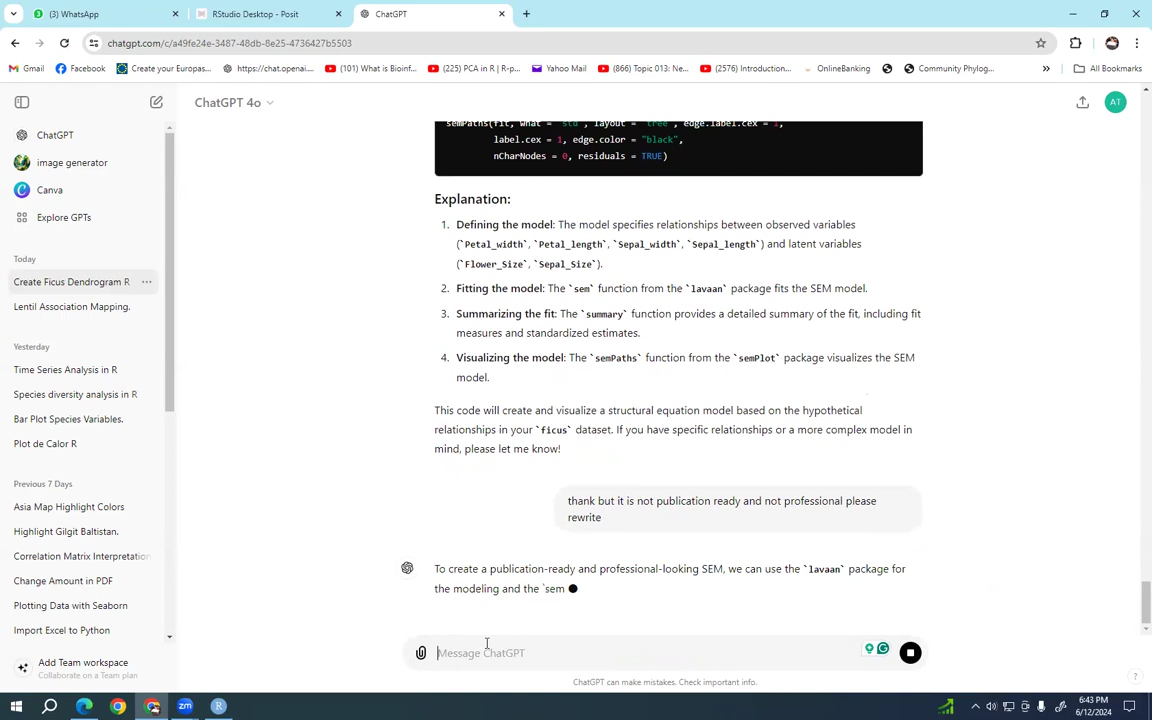 (3) WhatsApp
RStudio Desktop - Posit
ChatGPT
chatgpt.com/c/a49fe24e-3487-48db-8e25-4736427b5503
Gmail
Facebook
Create your Europas...
https://chat.openai....
(101) What is Bioinf...
(225) PCA in R | R-p...
Yahoo Mail
(866) Topic 013: Ne...
(2576) Introduction...
OnlineBanking
Community Phylog...
All Bookmarks
ChatGPT 4o
AT
ChatGPT
image generator
Canva
Explore GPTs
Today
Create Ficus Dendrogram R
Lentil Association Mapping.
Yesterday
Time Series Analysis in R
Species diversity analysis in R
Bar Plot Species Variables.
Plot de Calor R
Previous 7 Days
Asia Map Highlight Colors
Highlight Gilgit Baltistan.
Correlation Matrix Interpretation
Change Amount in PDF
Plotting Data with Seaborn
Import Excel to Python
Add Team workspace
Collaborate on a Team plan
semPaths(fit, what = "std", layout = "tree", edge.label.cex = 1,
label.cex = 1, edge.color = "black",
nCharNodes = 0, residuals = TRUE)
Explanation:
1. Defining the model: The model specifies relationships between observed variables
(`Petal_width`, `Petal_length`, `Sepal_width`, `Sepal_length`) and latent variables
(`Flower_Size`, `Sepal_Size`).
2. Fitting the model: The `sem` function from the `lavaan` package fits the SEM model.
3. Summarizing the fit: The `summary` function provides a detailed summary of the fit, including fit
measures and standardized estimates.
4. Visualizing the model: The `semPaths` function from the `semPlot` package visualizes the SEM
model.
This code will create and visualize a structural equation model based on the hypothetical
relationships in your `ficus` dataset. If you have specific relationships or a more complex model in
mind, please let me know!
thank but it is not publication ready and not professional please
rewrite
To create a publication-ready and professional-looking SEM, we can use the `lavaan` package for
the modeling and the `sem
Message ChatGPT
ChatGPT can make mistakes. Check important info.
?
6:43 PM
6/12/2024